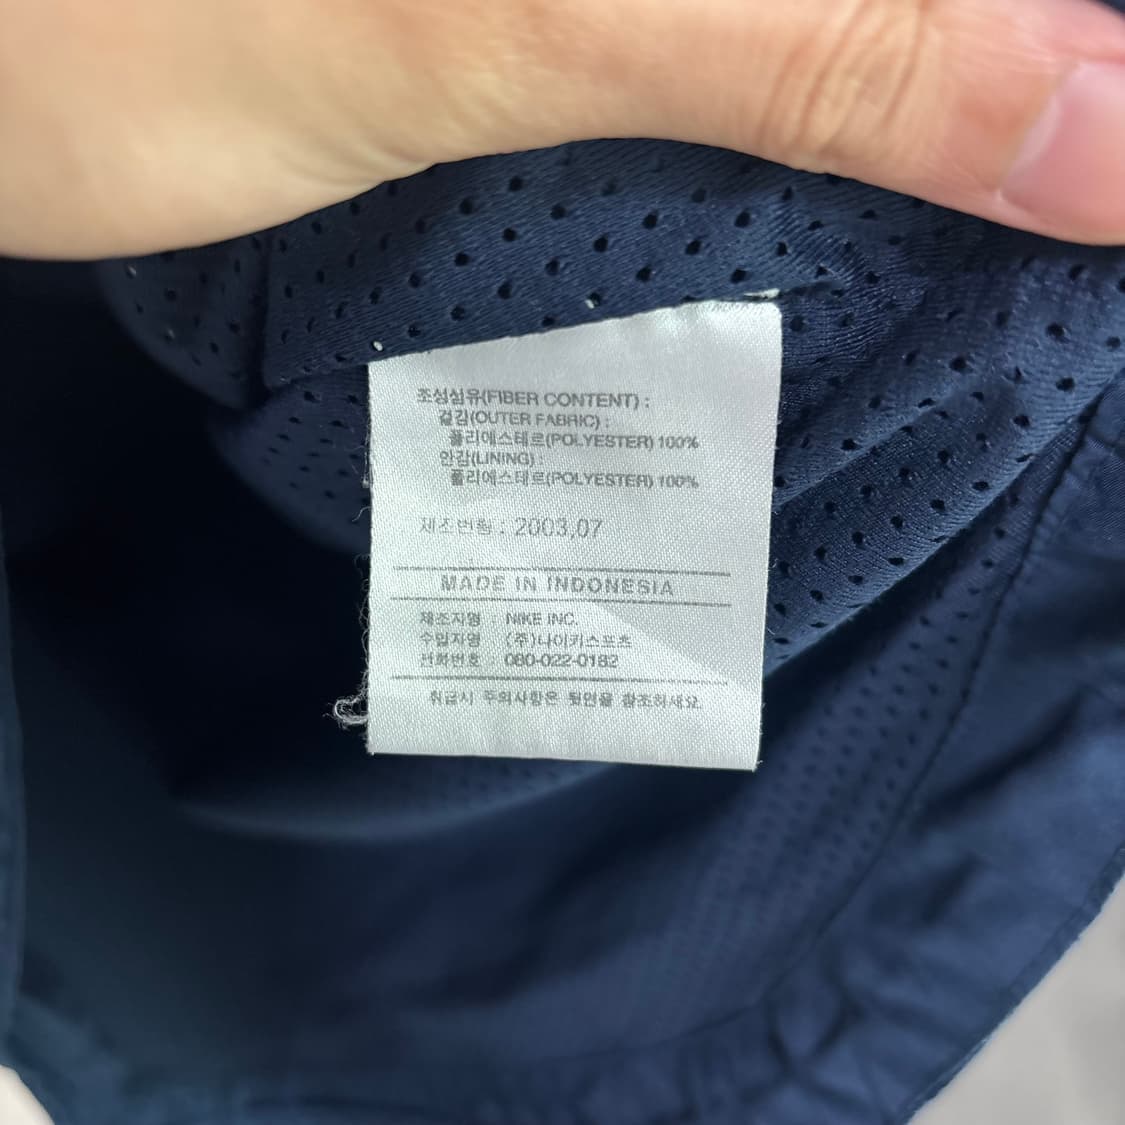 조성섬유(FIBER CONTENT) :
겉감(OUTER FABRIC) :
폴리에스테르(POLYESTER) 100%
안감(LINING) :
폴리에스테르(POLYESTER) 100%
제조번월 : 2003,07
MADE IN INDONESIA
제조자명 : NIKE INC.
수입자명 (주)나이키스포츠
전화번호 : 080-022-0182
취급시 주의사항은 뒷면을 참조하세요.